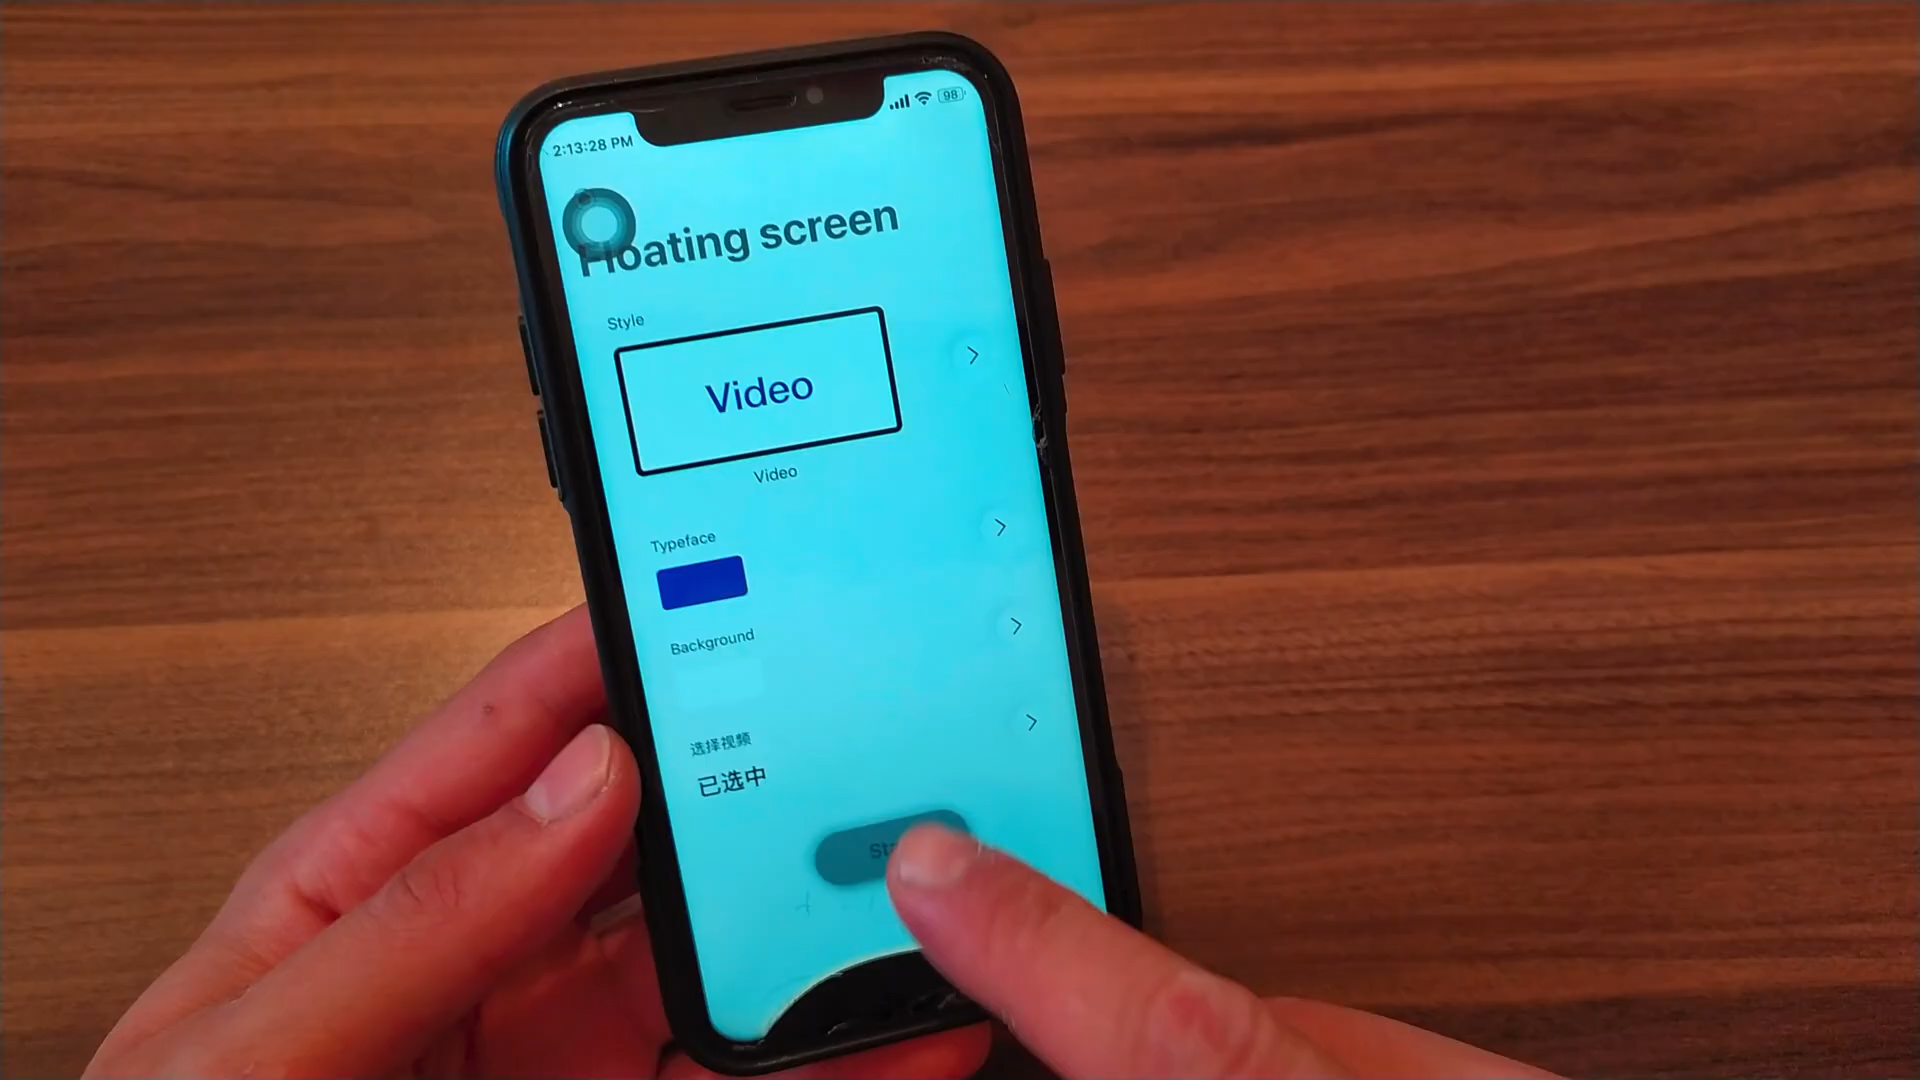 2:13:28 PM
98
Floating screen
Style
Video
Video
Typeface
Background
选择视频
已选中